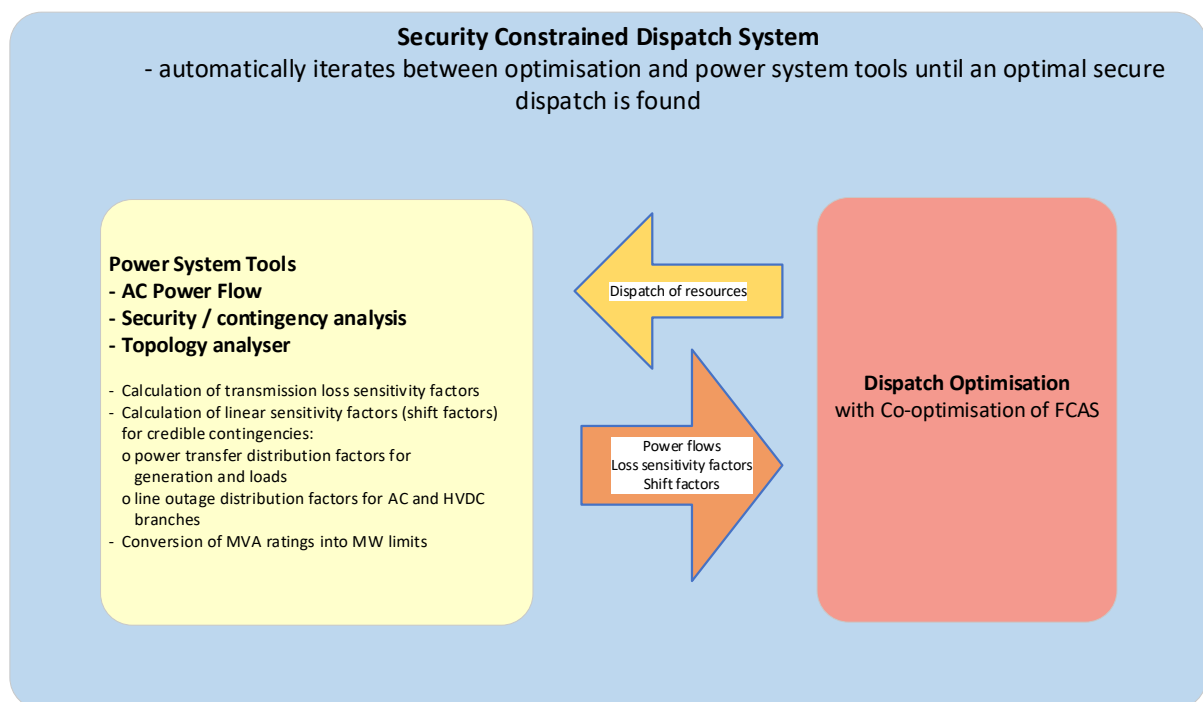 Security Constrained Dispatch System
- automatically iterates between optimisation and power system tools until an optimal secure
dispatch is found
Power System Tools
- AC Power Flow
- Security / contingency analysis
- Topology analyser
- Calculation of transmission loss sensitivity factors
- Calculation of linear sensitivity factors (shift factors)
for credible contingencies:
o power transfer distribution factors for
generation and loads
o line outage distribution factors for AC and HVDC
branches
- Conversion of MVA ratings into MW limits
Dispatch of resources
Power flows
Loss sensitivity factors
Shift factors
Dispatch Optimisation
with Co-optimisation of FCAS